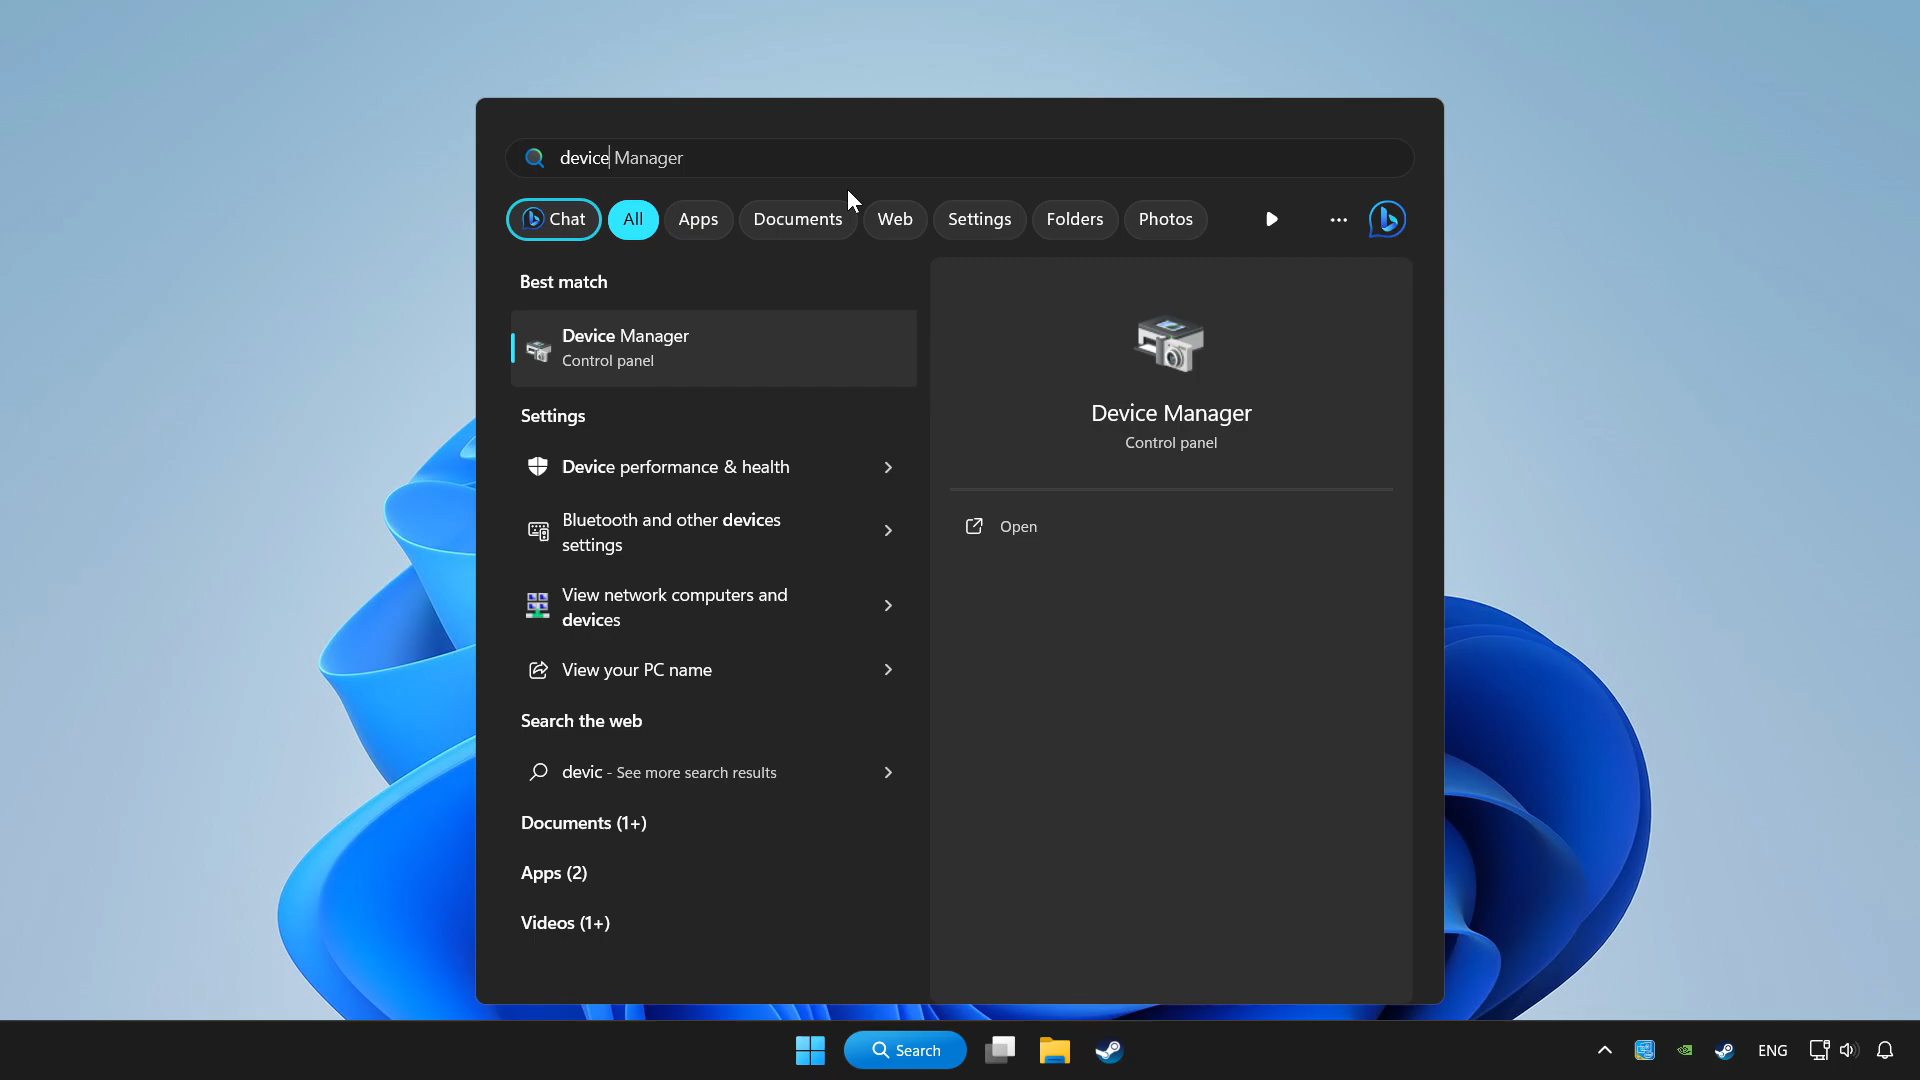 device Manager
Chat All Apps Documents Web Settings Folders Photos
Best match
Device Manager
Control panel
Settings
Device performance & health
Bluetooth and other devices
settings
View network computers and
devices
View your PC name
Search the web
devic - See more search results
Documents (1+)
Apps (2)
Videos (1+)
Device Manager
Control panel
Open
Search
ENG